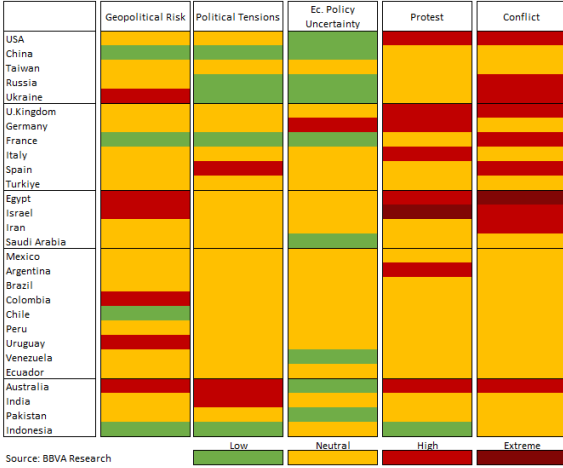 Geopolitical Risk Political Tensions Ec. Policy Uncertainty Protest Conflict
USA
China
Taiwan
Russia
Ukraine
U.Kingdom
Germany
France
Italy
Spain
Turkiye
Egypt
Israel
Iran
Saudi Arabia
Mexico
Argentina
Brazil
Colombia
Chile
Peru
Uruguay
Venezuela
Ecuador
Australia
India
Pakistan
Indonesia
Low Neutral High Extreme
Source: BBVA Research